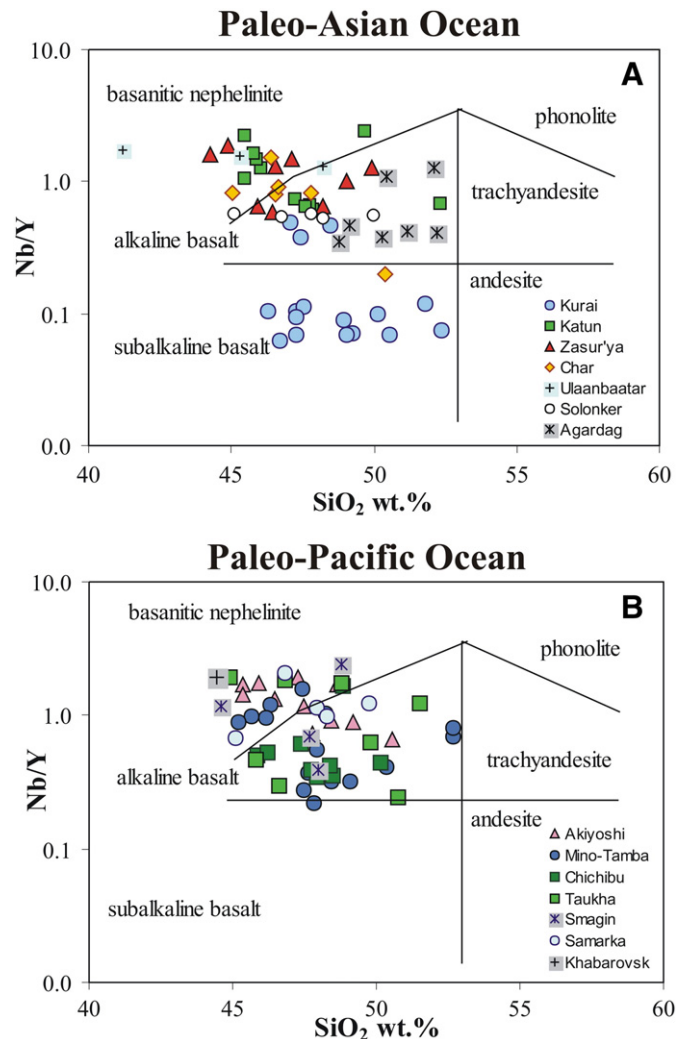 Paleo-Asian Ocean
10.0
A
basanitic nephelinite
phonolite
1.0
trachyandesite
Nb/Y
alkaline basalt
andesite
0.1
Kurai
Katun
subalkaline basalt
Zasur'ya
Char
Ulaanbaatar
Solonker
Agardag
0.0
40 45 50 55 60
SiO₂ wt.%
Paleo-Pacific Ocean
10.0
B
basanitic nephelinite
phonolite
1.0
trachyandesite
Nb/Y
alkaline basalt
andesite
0.1
Akiyoshi
Mino-Tamba
Chichibu
subalkaline basalt
Taukha
Smagin
Samarka
Khabarovsk
0.0
40 45 50 55 60
SiO₂ wt.%